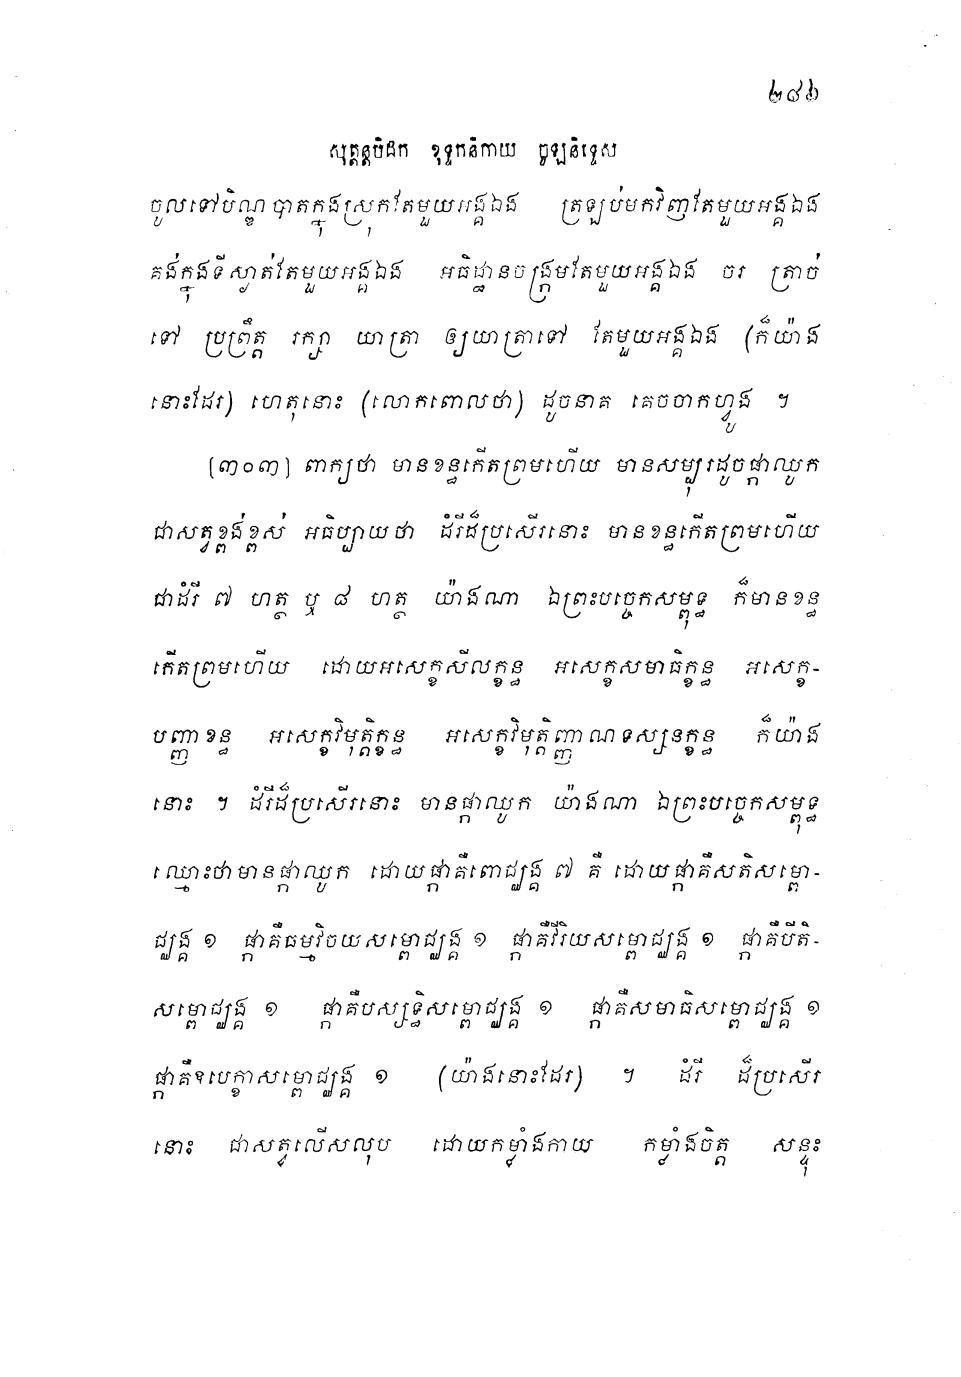 ២៨៦
សុត្តន្តបិដក ខុទ្ទកនិកាយ ចូឡនិទ្ទេស
ចូលទៅបិណ្ឌបាតក្នុងស្រុកតែមួយអង្គឯង ត្រឡប់មកវិញតែមួយអង្គឯង
គង់ក្នុងទីស្ងាត់តែមួយអង្គឯង អធិដ្ឋានចង្ក្រមតែមួយអង្គឯង ចរ ត្រាច់
ទៅ ប្រព្រឹត្ត រក្សា យាត្រា ឲ្យយាត្រាទៅ តែមួយអង្គឯង (ក៏យ៉ាង
នោះដែរ) ហេតុនោះ (លោកពោលថា) ដូចនាគ គេចចាកហ្វូង ។
[៣០៣] ពាក្យថា មានខន្ធកើតព្រមហើយ មានសម្បុរដូចផ្កាឈូក
ជាសត្វខ្ពង់ខ្ពស់ អធិប្បាយថា ដំរីដ៏ប្រសើរនោះ មានខន្ធកើតព្រមហើយ
ជាដំរី ៧ ហត្ថ ឬ ៨ ហត្ថ យ៉ាងណា ឯព្រះបច្ចេកសម្ពុទ្ធ ក៏មានខន្ធ
កើតព្រមហើយ ដោយអសេក្ខសីលក្ខន្ធ អសេក្ខសមាធិក្ខន្ធ អសេក្ខ-
បញ្ញាខន្ធ អសេក្ខវិមុត្តិក្ខន្ធ អសេក្ខវិមុត្តិញ្ញាណទស្សនក្ខន្ធ ក៏យ៉ាង
នោះ ។ ដំរីដ៏ប្រសើរនោះ មានផ្កាឈូក យ៉ាងណា ឯព្រះបច្ចេកសម្ពុទ្ធ
ឈ្មោះថាមានផ្កាឈូក ដោយផ្កាគឺពោជ្ឈង្គ ៧ គឺ ដោយផ្កាគឺសតិសម្ពោ-
ជ្ឈង្គ ១ ផ្កាគឺធម្មវិចយសម្ពោជ្ឈង្គ ១ ផ្កាគឺវីរិយសម្ពោជ្ឈង្គ ១ ផ្កាគឺបីតិ-
សម្ពោជ្ឈង្គ ១ ផ្កាគឺបស្សទ្ធិសម្ពោជ្ឈង្គ ១ ផ្កាគឺសមាធិសម្ពោជ្ឈង្គ ១
ផ្កាគឺឧបេក្ខាសម្ពោជ្ឈង្គ ១ (យ៉ាងនោះដែរ) ។ ដំរី ដ៏ប្រសើរ
នោះ ជាសត្វលើសលុប ដោយកម្លាំងកាយ កម្លាំងចិត្ត សន្ទុះ